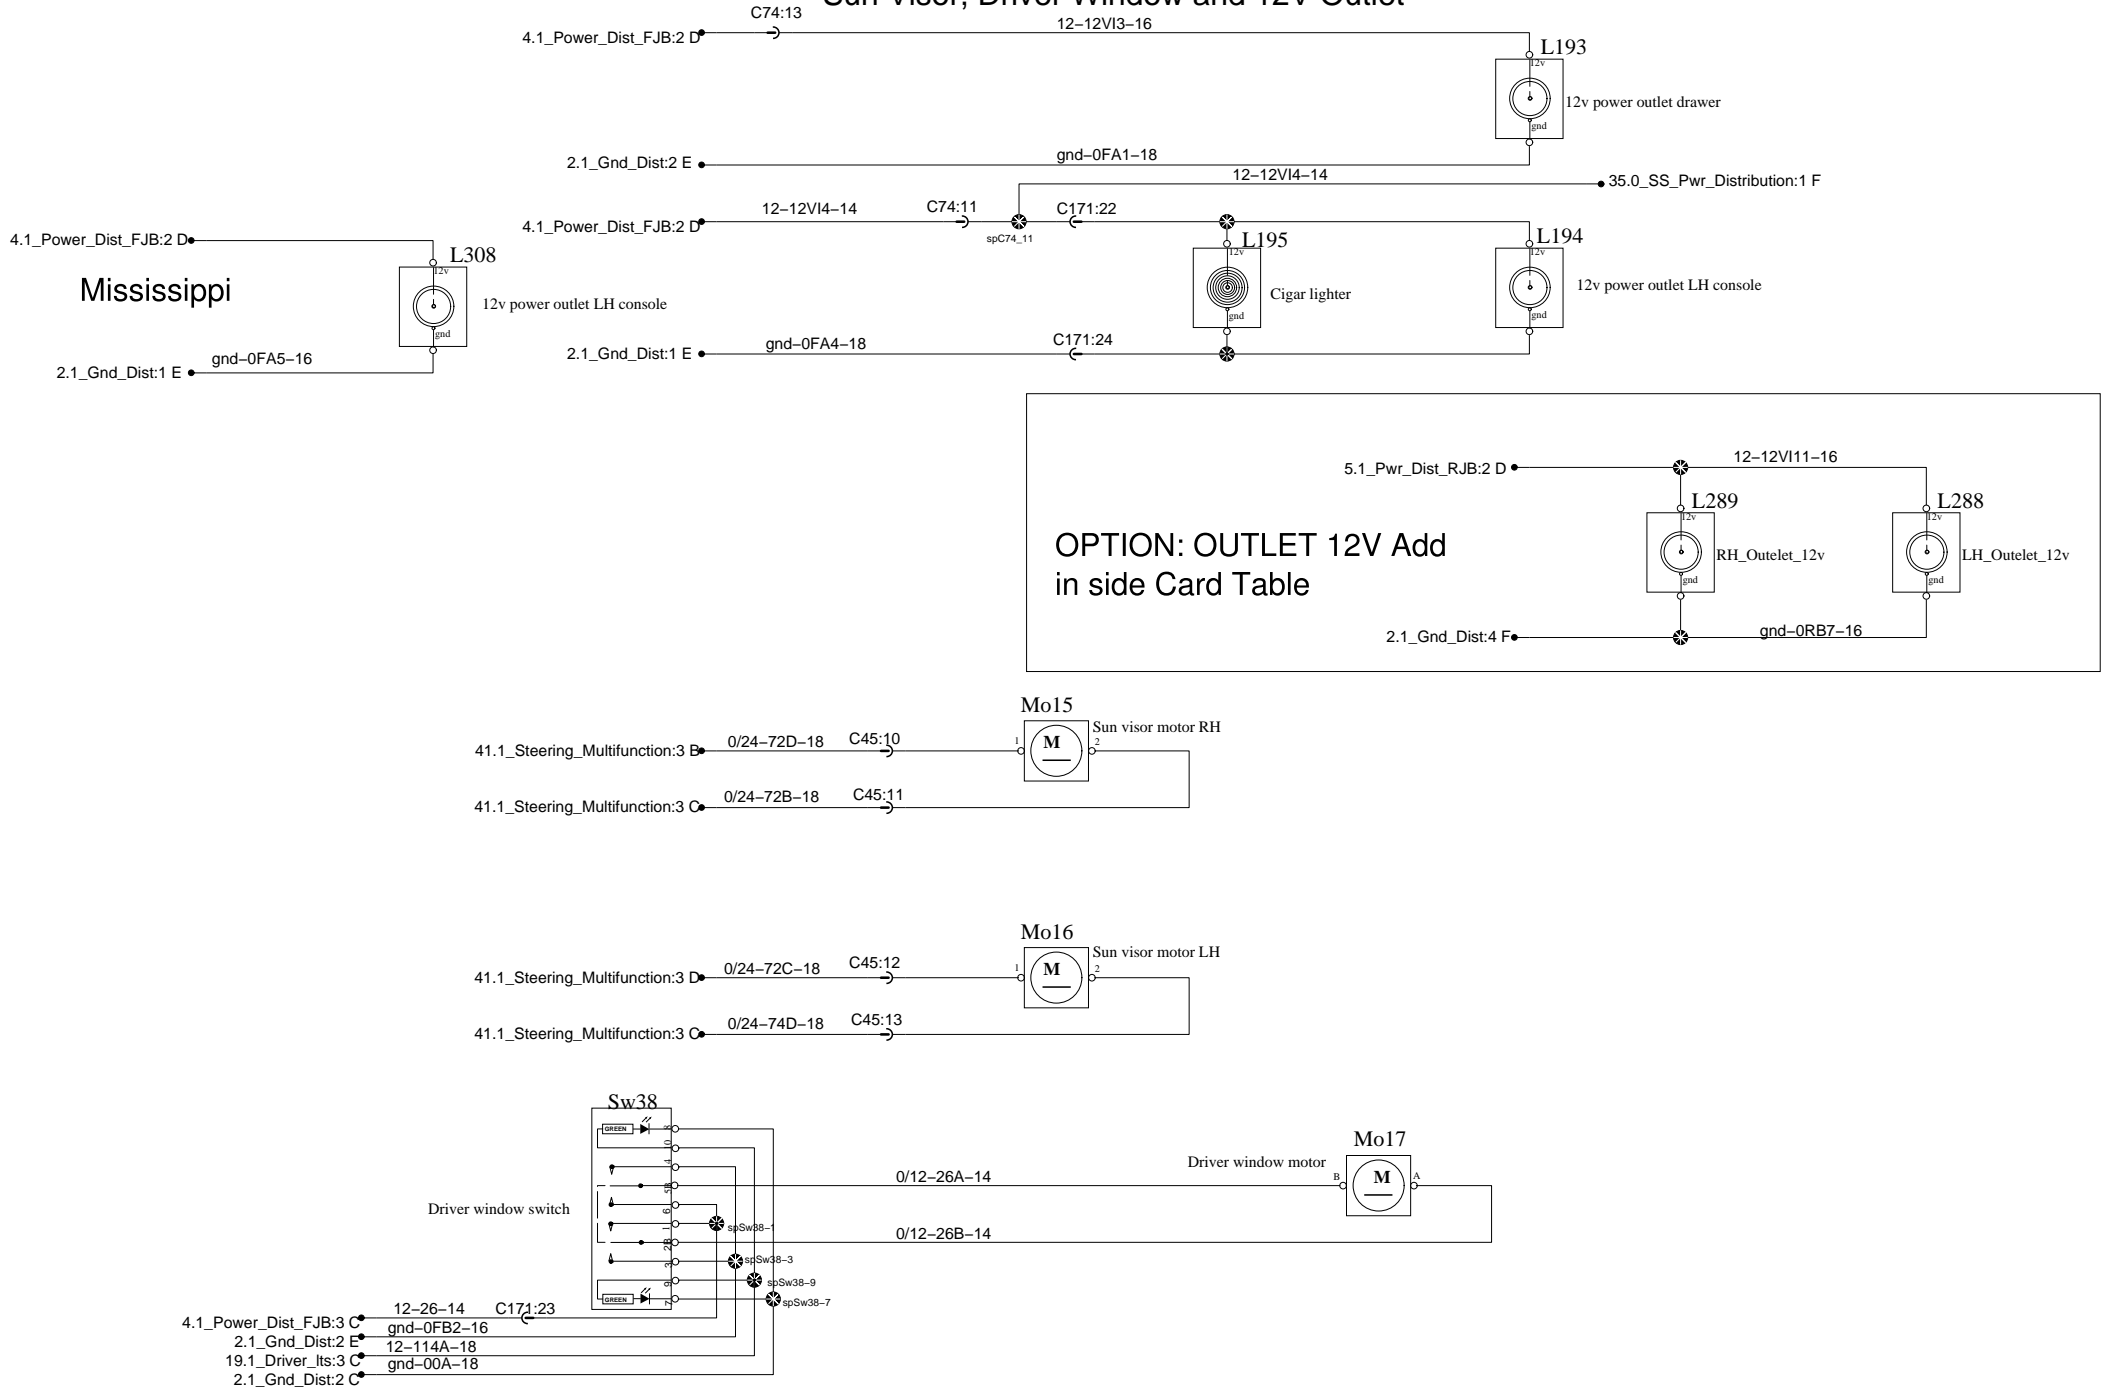 Sun Visor, Driver Window and 12V Outlet
C74:13
4.1_Power_Dist_FJB:2 D
12–12VI3–16
L193
12v
12v power outlet drawer
gnd
2.1_Gnd_Dist:2 E
gnd–0FA1–18
12–12VI4–14
35.0_SS_Pwr_Distribution:1 F
4.1_Power_Dist_FJB:2 D
12–12VI4–14
C74:11
spC74_11
C171:22
L195
12v
Cigar lighter
gnd
L194
12v
12v power outlet LH console
gnd
2.1_Gnd_Dist:1 E
gnd–0FA4–18
C171:24
4.1_Power_Dist_FJB:2 D
L308
12v
Mississippi
12v power outlet LH console
gnd
gnd–0FA5–16
2.1_Gnd_Dist:1 E
5.1_Pwr_Dist_RJB:2 D
12–12VI11–16
L289
12v
RH_Outelet_12v
gnd
L288
12v
LH_Outelet_12v
gnd
OPTION: OUTLET 12V Add
in side Card Table
2.1_Gnd_Dist:4 F
gnd–0RB7–16
Mo15
Sun visor motor RH
41.1_Steering_Multifunction:3 B
0/24–72D–18
C45:10
1
M
2
41.1_Steering_Multifunction:3 C
0/24–72B–18
C45:11
Mo16
Sun visor motor LH
41.1_Steering_Multifunction:3 D
0/24–72C–18
C45:12
1
M
2
41.1_Steering_Multifunction:3 C
0/24–74D–18
C45:13
Sw38
GREEN
8
10
4
5B
6
1
2B
3
9
7
GREEN
Driver window switch
spSw38–1
spSw38–3
spSw38–9
spSw38–7
0/12–26A–14
0/12–26B–14
Mo17
Driver window motor
B
M
A
4.1_Power_Dist_FJB:3 C
12–26–14
C171:23
2.1_Gnd_Dist:2 E
gnd–0FB2–16
19.1_Driver_lts:3 C
12–114A–18
2.1_Gnd_Dist:2 C
gnd–00A–18